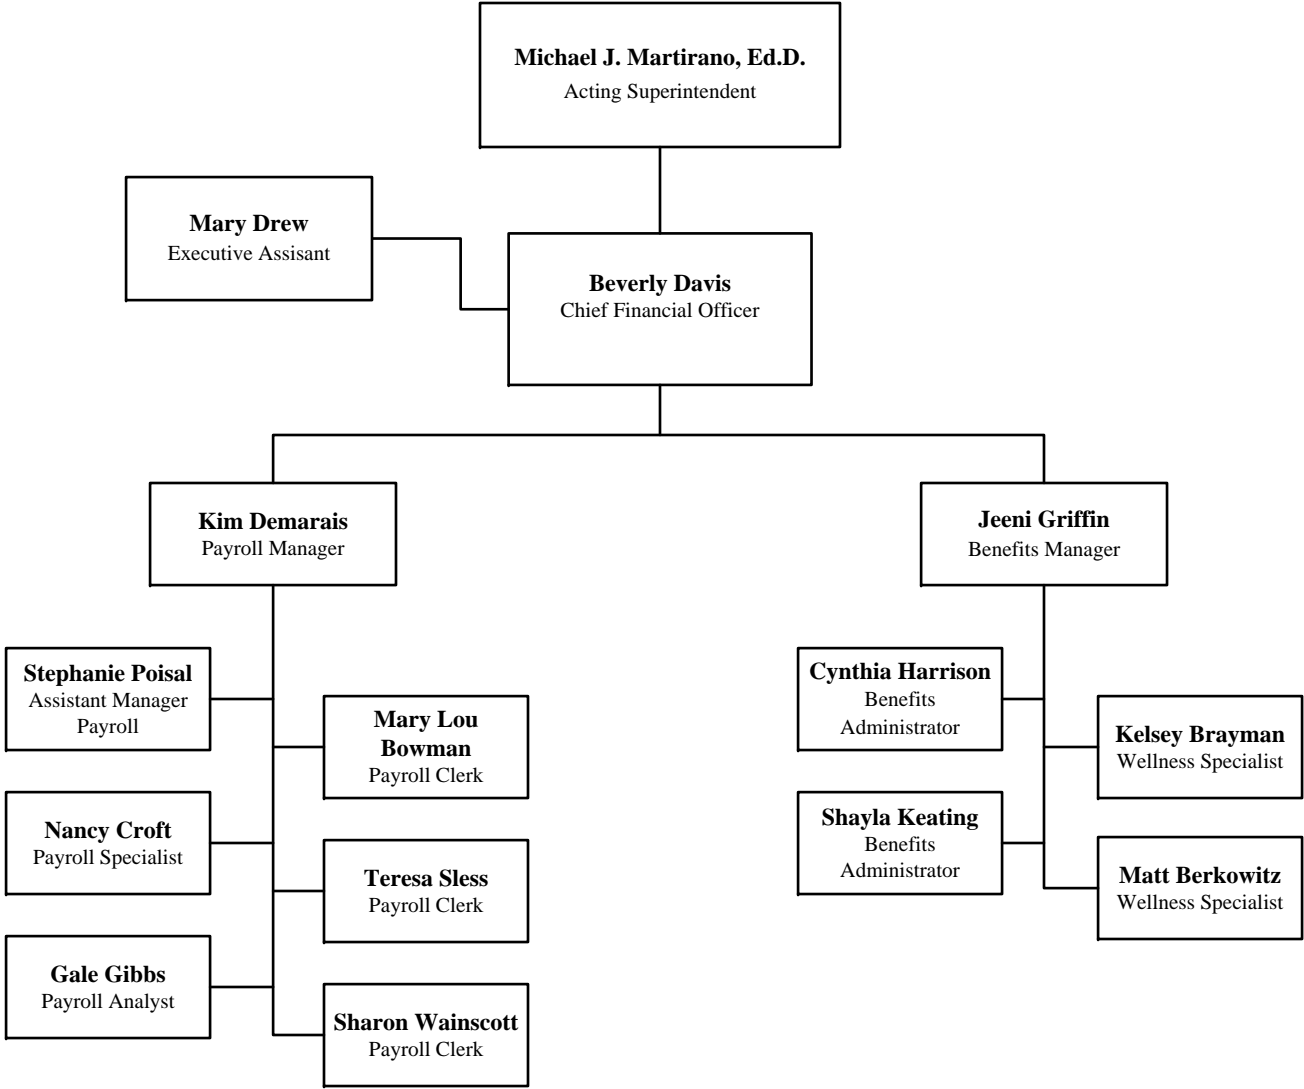 Michael J. Martirano, Ed.D.
Acting Superintendent
Mary Drew
Executive Assisant
Beverly Davis
Chief Financial Officer
Kim Demarais
Payroll Manager
Jeeni Griffin
Benefits Manager
Stephanie Poisal
Assistant Manager
Payroll
Mary Lou
Bowman
Payroll Clerk
Nancy Croft
Payroll Specialist
Teresa Sless
Payroll Clerk
Gale Gibbs
Payroll Analyst
Sharon Wainscott
Payroll Clerk
Cynthia Harrison
Benefits
Administrator
Kelsey Brayman
Wellness Specialist
Shayla Keating
Benefits
Administrator
Matt Berkowitz
Wellness Specialist